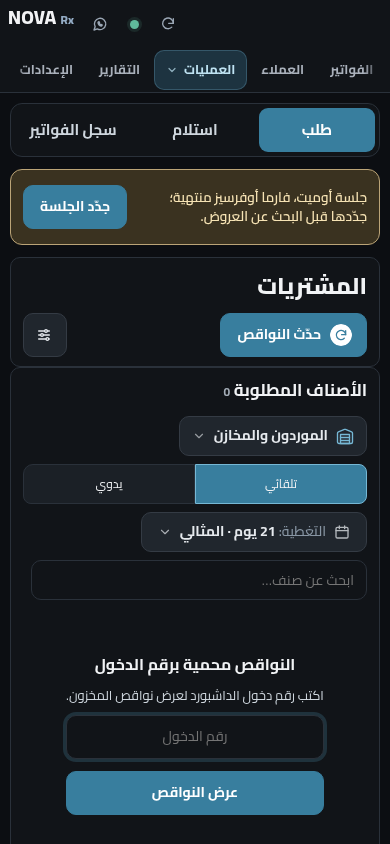 NOVA Rx
الفواتير
العملاء
العمليات
التقارير
الإعدادات
طلب
استلام
سجل الفواتير
جلسة أوميت، فارما أوفرسيز منتهية؛
جدّدها قبل البحث عن العروض.
جدّد الجلسة
المشتريات
حدّث النواقص
الأصناف المطلوبة 0
الموردون والمخازن
تلقائي
يدوي
التغطية: 21 يوم · المثالي
ابحث عن صنف...
النواقص محمية برقم الدخول
اكتب رقم دخول الداشبورد لعرض نواقص المخزون.
رقم الدخول
عرض النواقص